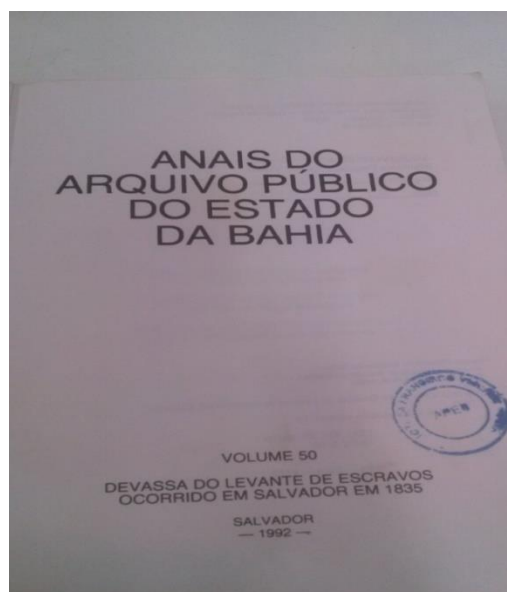 ANAIS DO
ARQUIVO PÚBLICO
DO ESTADO
DA BAHIA
VOLUME 50
DEVASSA DO LEVANTE DE ESCRAVOS
OCORRIDO EM SALVADOR EM 1835
SALVADOR
— 1992 —